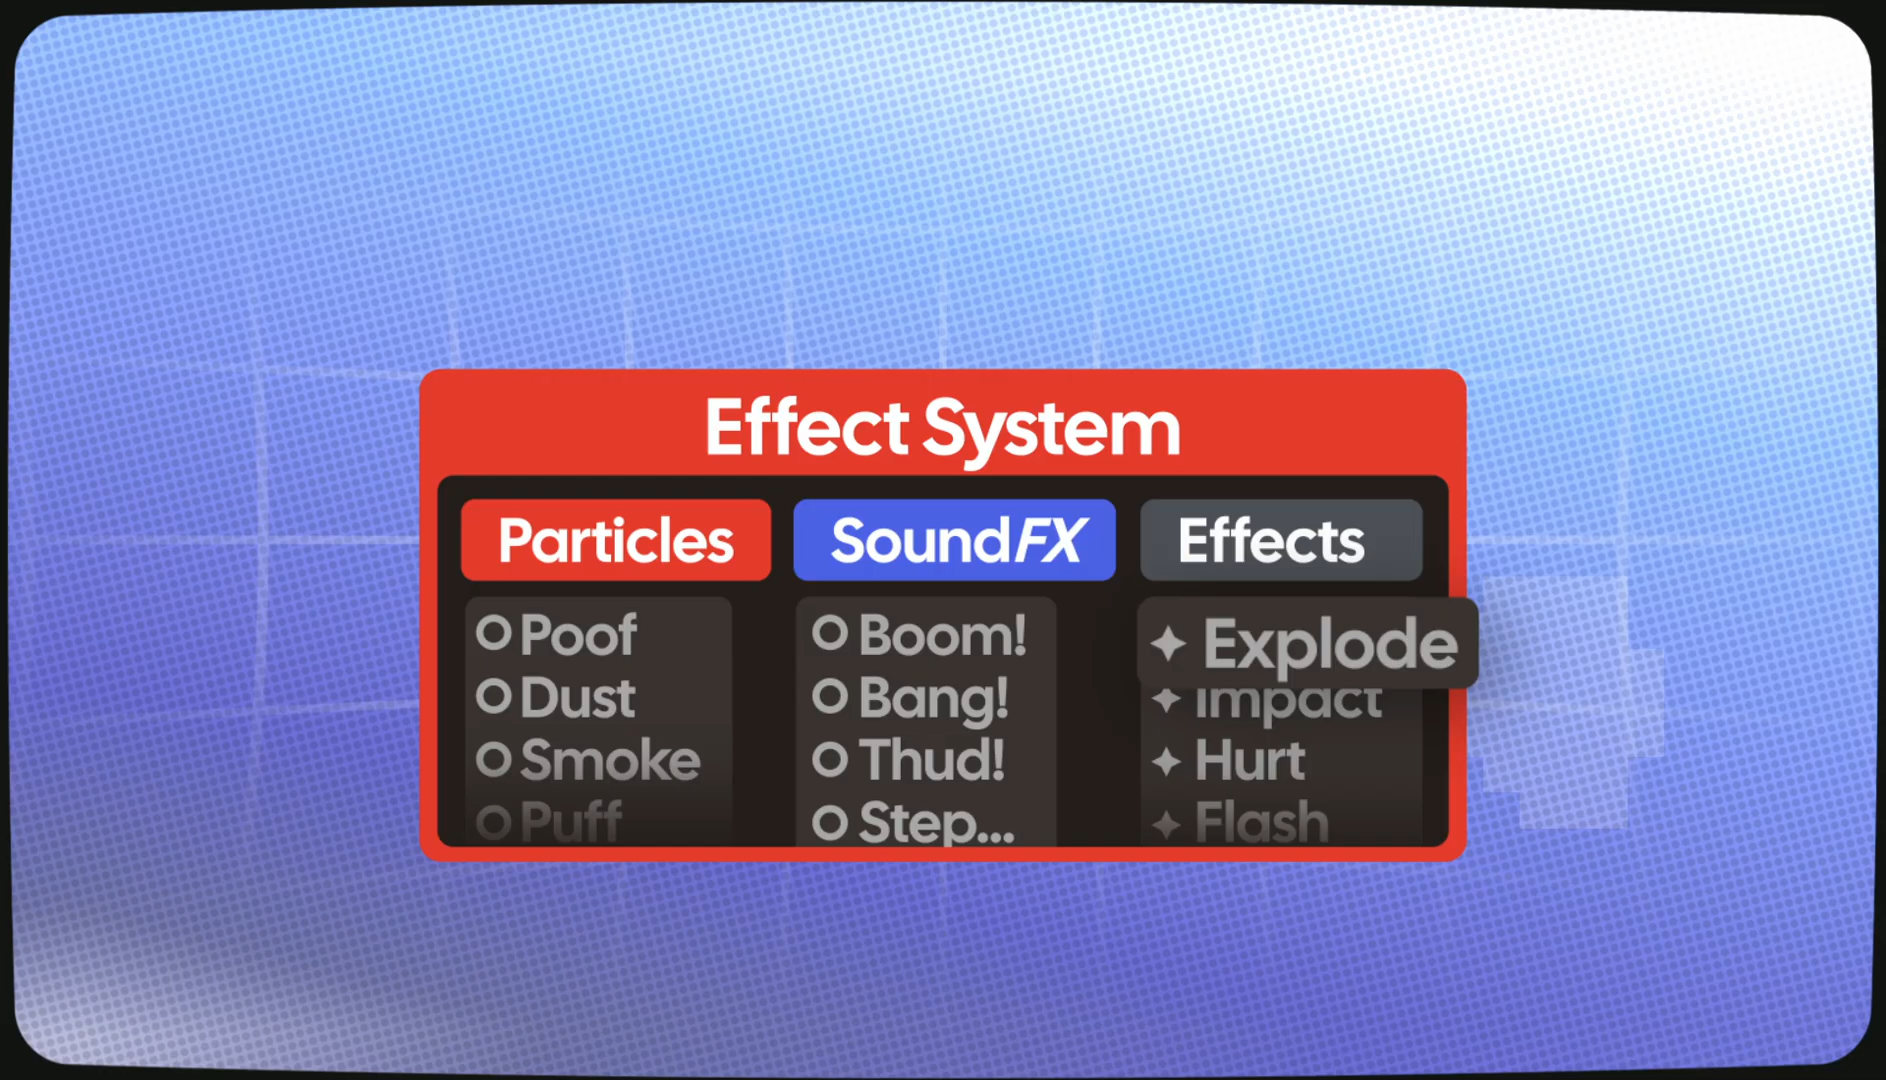 Effect System
Particles
SoundFX
Effects
Poof
Dust
Smoke
Puff
Boom!
Bang!
Thud!
Step...
Explode
Impact
Hurt
Flash